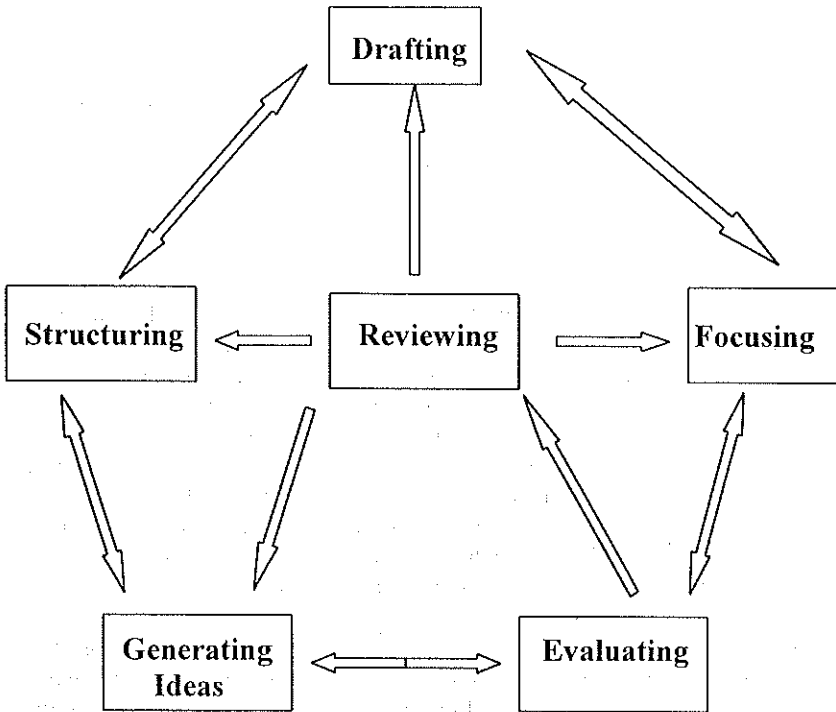 Drafting
Structuring
Reviewing
Focusing
Generating
Ideas
Evaluating